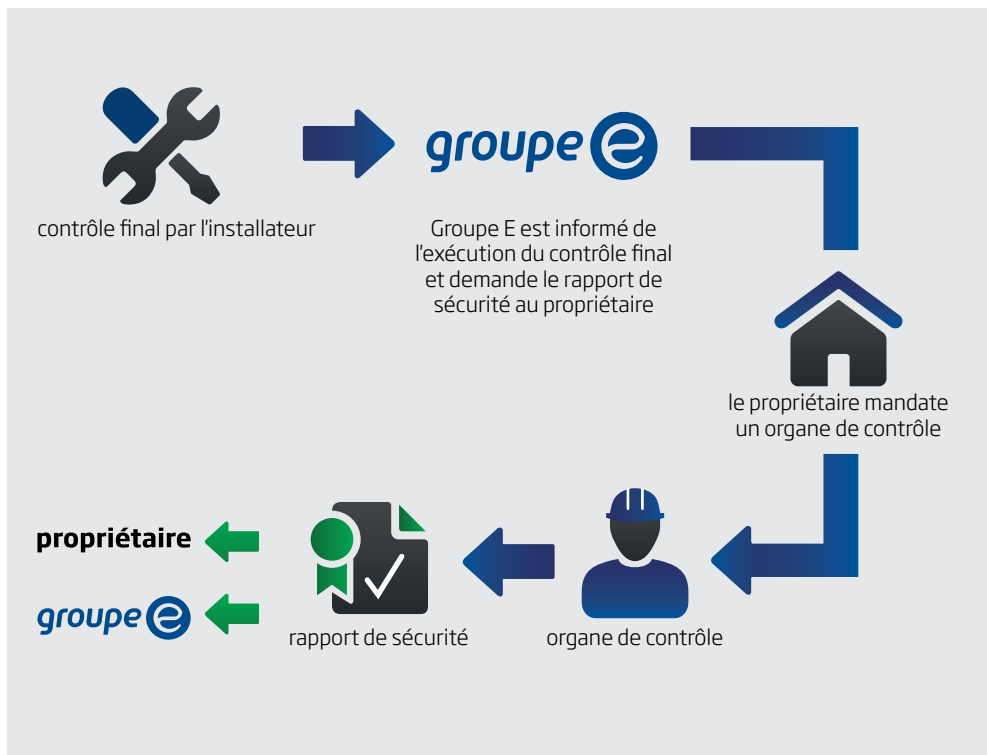 contrôle final par l'installateur
groupe e
Groupe E est informé de
l'exécution du contrôle final
et demande le rapport de
sécurité au propriétaire
le propriétaire mandate
un organe de contrôle
organe de contrôle
rapport de sécurité
propriétaire
groupe e